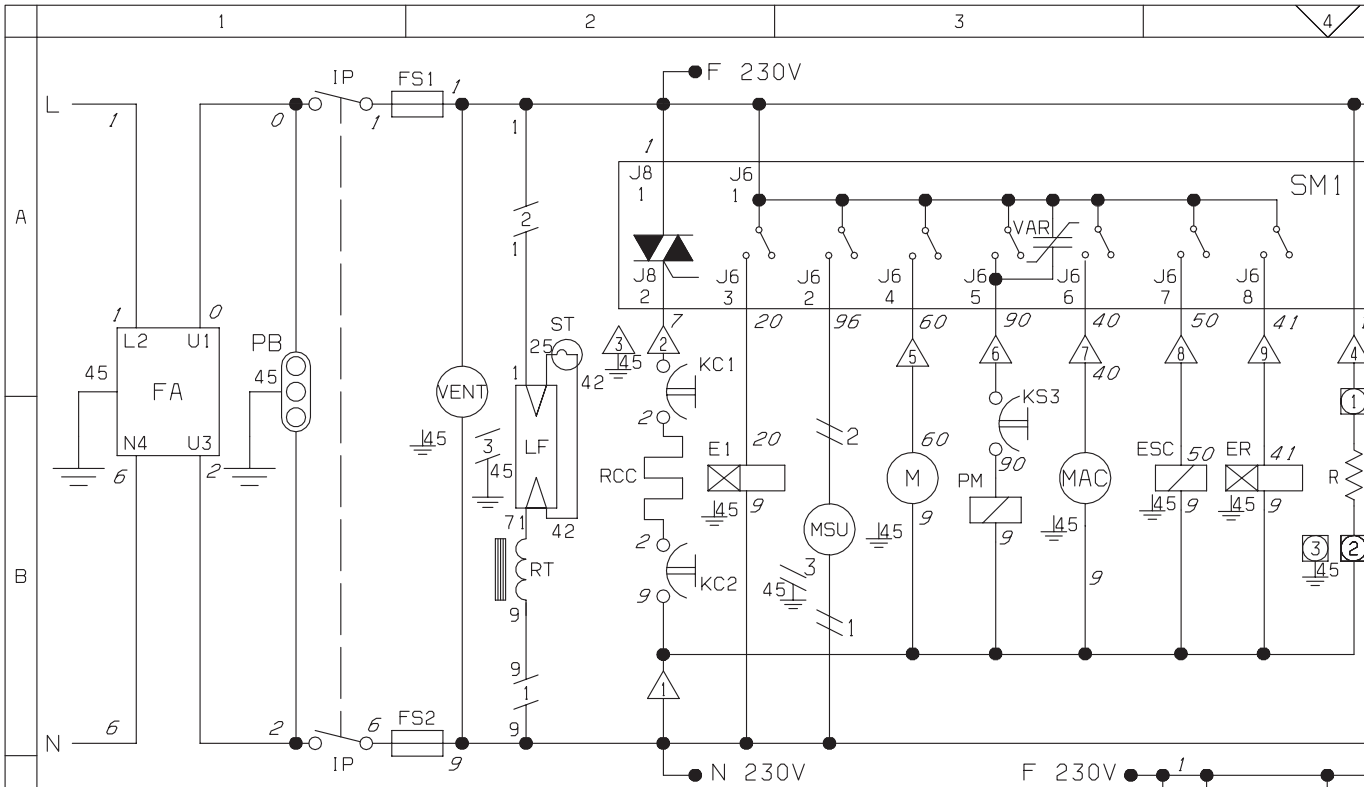 1 2 3 4
F 230V
IP FS1 1
L 1 0 1 1
1 J8 1 J6 1 SM1
A
2
1
VAR
J8 2 J6 3 J6 2 J6 4 J6 5 J6 6 J6 7 J6 8
1 0 7 20 96 60 90 40 50 41
L2 U1 PB ST 3 2 5 6 7 8 9 4
45 FA 45 25 45 KC1 40
1 42
VENT KS3 1
N4 U3 45 3 LF 2 20 2 60 ESC 50 ER 41
6 2 45 RCC E1 M 90 MAC R
9 45 PM 45 9 45 9
71 42 45 9 45 9
2 MSU 3 2
B RT KC2 3 45
9 9 45 9
1
9
1
1
6 2 6 FS2 9
N
IP 9
N 230V F 230V 1